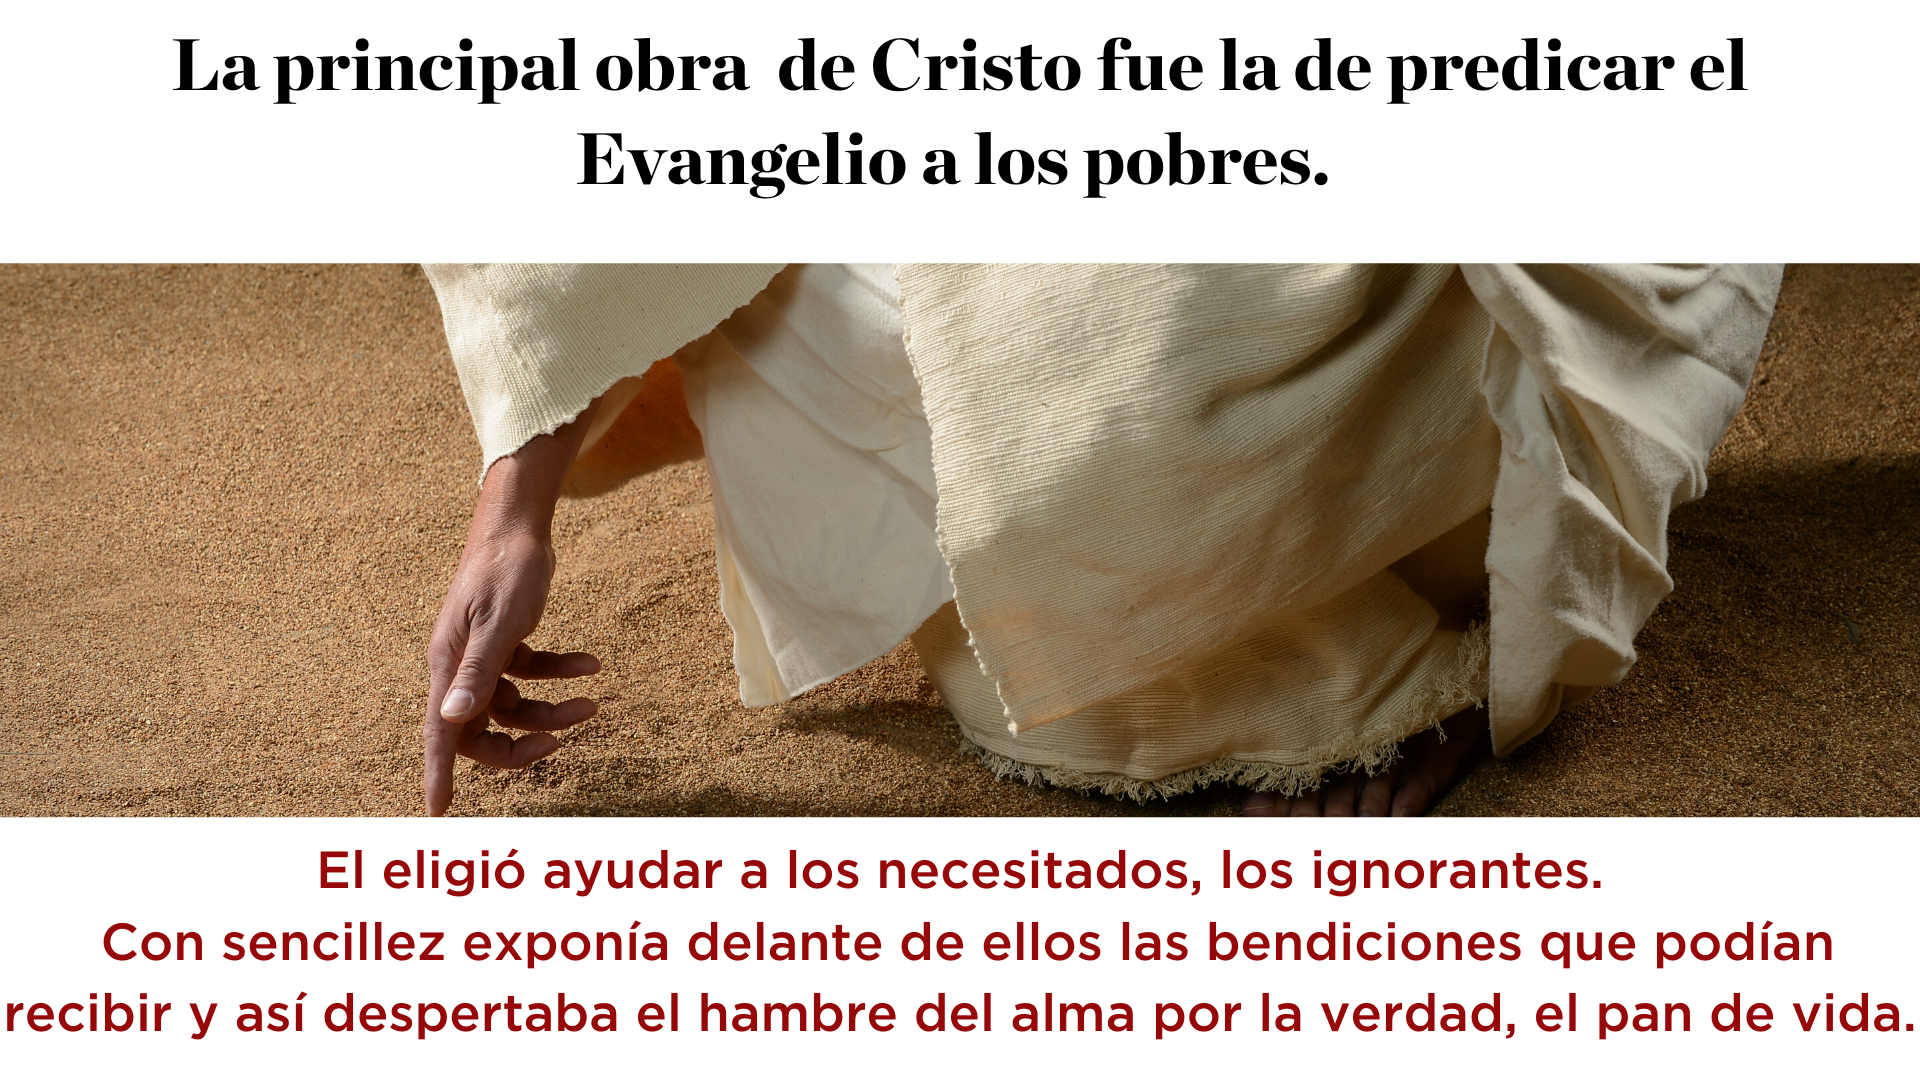 La principal obra  de Cristo fue la de predicar el
Evangelio a los pobres.
El eligió ayudar a los necesitados, los ignorantes.
Con sencillez exponía delante de ellos las bendiciones que podían
recibir y así despertaba el hambre del alma por la verdad, el pan de vida.